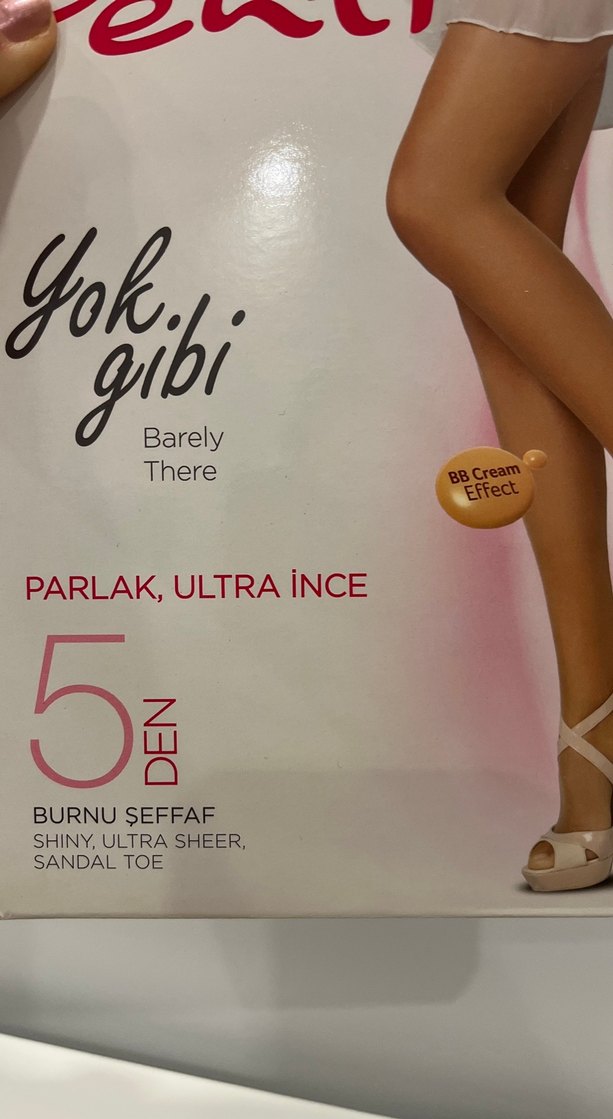 Yok
gibi
Barely
There
BB Cream
Effect
PARLAK, ULTRA İNCE
5
DEN
BURNU ŞEFFAF
SHINY, ULTRA SHEER,
SANDAL TOE